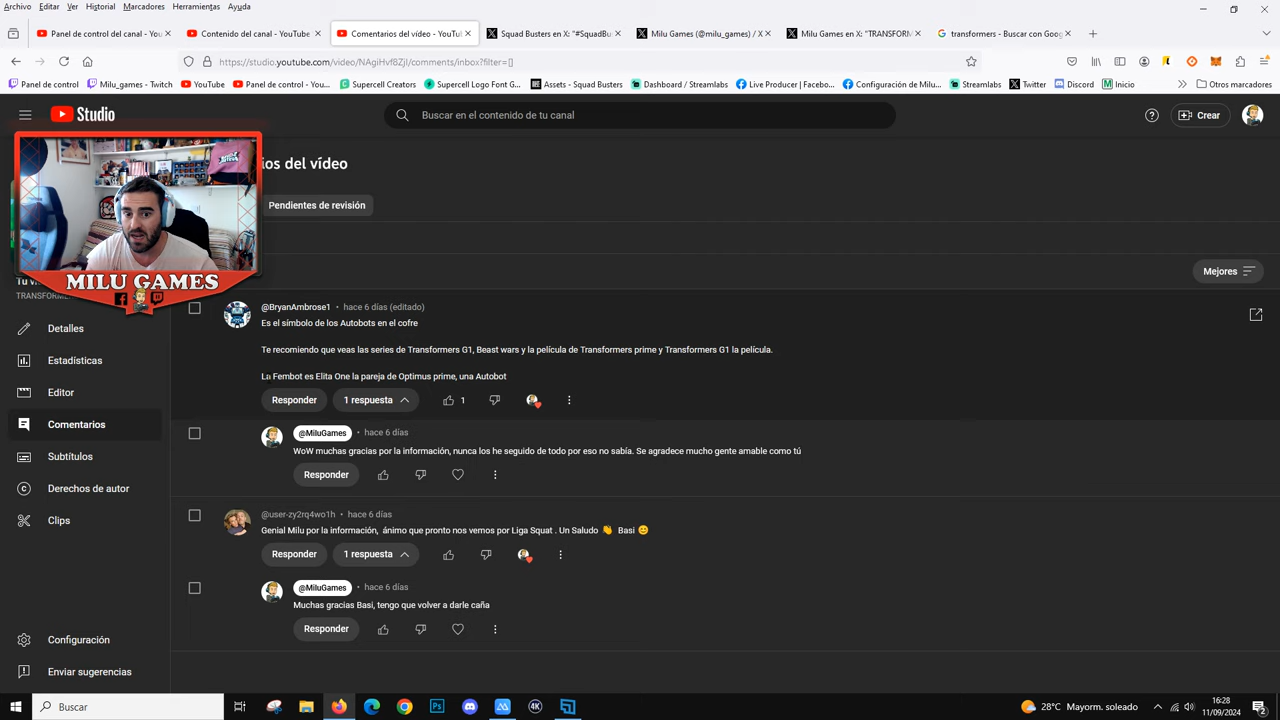 Archivo Editar Ver Historial Marcadores Herramientas Ayuda
Panel de control del canal - You
Contenido del canal - YouTube
Comentarios del vídeo - YouTu
Squad Busters en X: "#SquadBu
Milu Games (@milu_games) / X
Milu Games en X: "TRANSFORM
transformers - Buscar con Goog
https://studio.youtube.com/video/NAgiHvf8ZjI/comments/inbox?filter=[]
Panel de control
Milu_games - Twitch
YouTube
Panel de control - You...
Supercell Creators
Supercell Logo Font G...
Assets - Squad Busters
Dashboard / Streamlabs
Live Producer | Faceb...
Configuración de Milu...
Streamlabs
Twitter
Discord
Inicio
Otros marcadores
Studio
Buscar en el contenido de tu canal
Crear
ios del vídeo
Pendientes de revisión
Mejores
MILU GAMES
Tu ví
TRANSFORME
Detalles
Estadísticas
Editor
Comentarios
Subtítulos
Derechos de autor
Clips
Configuración
Enviar sugerencias
@BryanAmbrose1 • hace 6 días (editado)
Es el símbolo de los Autobots en el cofre
Te recomiendo que veas las series de Transformers G1, Beast wars y la película de Transformers prime y Transformers G1 la película.
La Fembot es Elita One la pareja de Optimus prime, una Autobot
Responder 1 respuesta 1
@MiluGames • hace 6 días
WoW muchas gracias por la información, nunca los he seguido de todo por eso no sabía. Se agradece mucho gente amable como tú
Responder
@user-zy2rq4wo1h • hace 6 días
Genial Milu por la información, ánimo que pronto nos vemos por Liga Squat . Un Saludo 👋 Basi 😊
Responder 1 respuesta
@MiluGames • hace 6 días
Muchas gracias Basi, tengo que volver a darle caña
Responder
Buscar
28°C Mayorm. soleado
16:28
11/09/2024
2